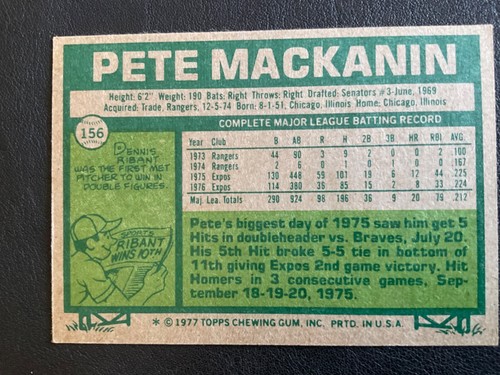 PETE MACKANIN
Height: 6'2" Weight: 190 Bats: Right Throws: Right Drafted: Senators #3-June, 1969
Acquired: Trade, Rangers, 12-5-74 Born: 8-1-51, Chicago, Illinois Home: Chicago, Illinois
156
COMPLETE MAJOR LEAGUE BATTING RECORD
Year Club G AB R H 2B 3B HR RBI AVG.
1973 Rangers 44 90 3 9 2 0 0 2 .100
1974 Rangers 2 6 0 1 0 0 0 .167
1975 Expos 130 448 59 101 19 6 12 44 .225
1976 Expos 114 380 36 85 15 2 8 33 .224
Maj. Lea. Totals 290 924 98 196 36 20 79 .212
DENNIS
RIBANT
WAS THE FIRST MET
PITCHER TO WIN IN
DOUBLE FIGURES.
SPORTS
RIBANT
WINS 10TH
Pete's biggest day of 1975 saw him get 5
Hits in doubleheader vs. Braves, July 20.
His 5th Hit broke 5-5 tie in bottom of
11th giving Expos 2nd game victory. Hit
Homers in 3 consecutive games, Sep-
tember 18-19-20, 1975.
* © 1977 TOPPS CHEWING GUM, INC. PRTD. IN U.S.A.